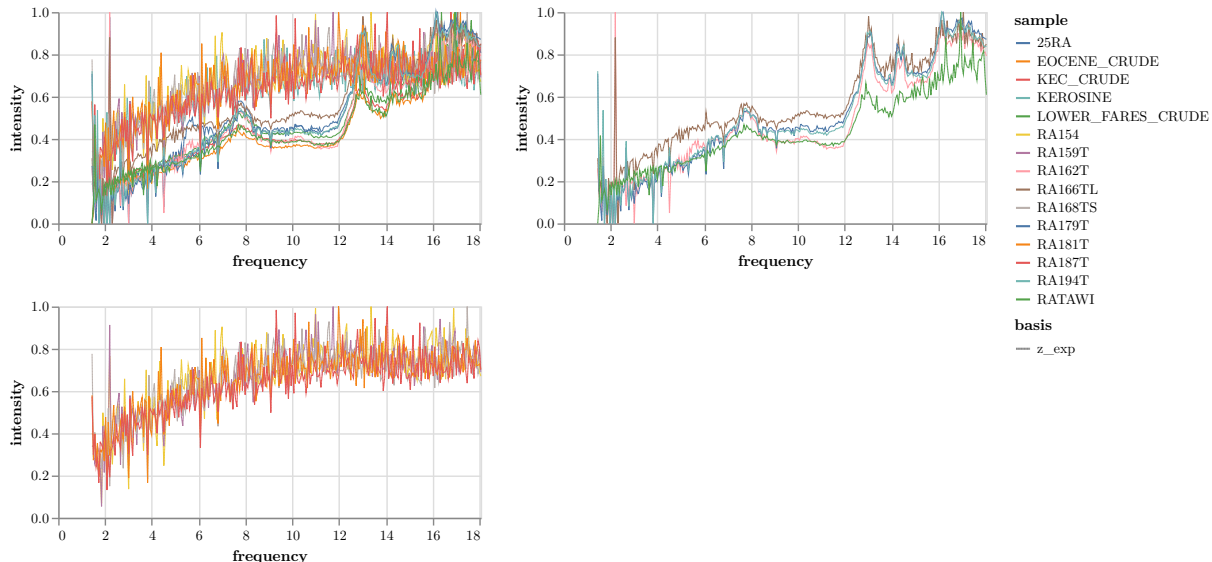 1.0
0.8
0.6
0.4
0.2
0.0
intensity
0 2 4 6 8 10 12 14 16 18
frequency
1.0
0.8
0.6
0.4
0.2
0.0
intensity
0 2 4 6 8 10 12 14 16 18
frequency
sample
25RA
EOCENE_CRUDE
KEC_CRUDE
KEROSINE
LOWER_FARES_CRUDE
RA154
RA159T
RA162T
RA166TL
RA168TS
RA179T
RA181T
RA187T
RA194T
RATAWI
basis
z_exp
1.0
0.8
0.6
0.4
0.2
0.0
intensity
0 2 4 6 8 10 12 14 16 18
frequency